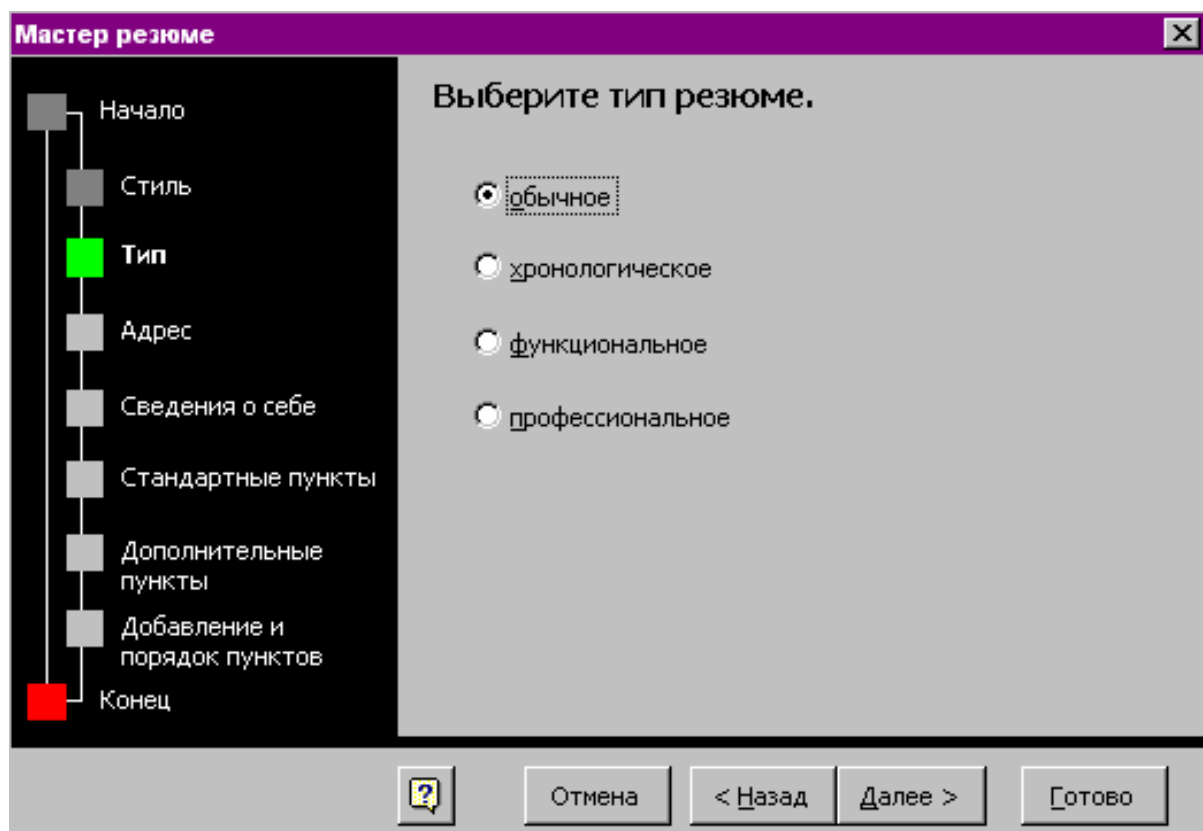 Мастер резюме
Начало
Стиль
Тип
Адрес
Сведения о себе
Стандартные пункты
Дополнительные
пункты
Добавление и
порядок пунктов
Конец
Выберите тип резюме.
обычное
хронологическое
функциональное
профессиональное
?
Отмена
< Назад
Далее >
Готово